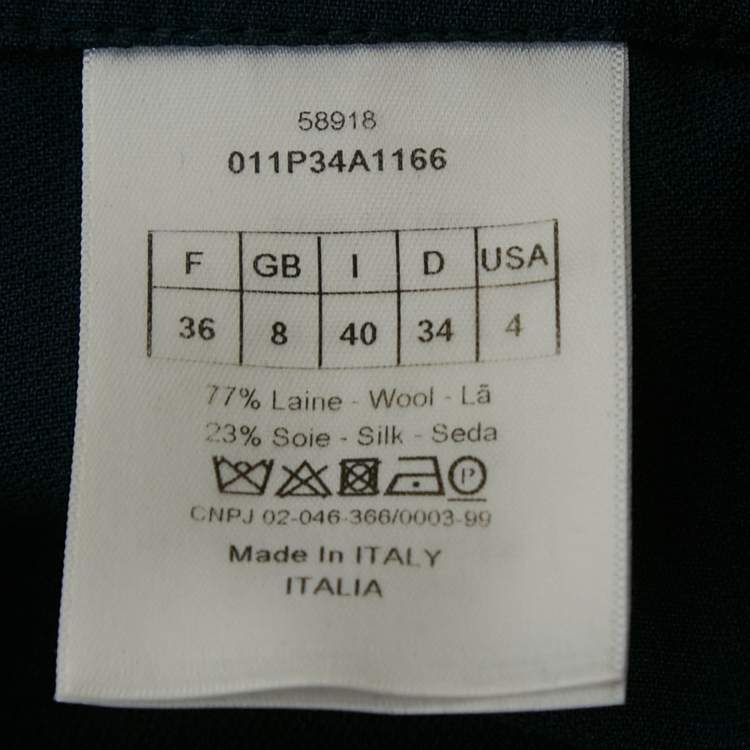 58918
011P34A1166
F GB I D USA
36 8 40 34 4
77% Laine - Wool - Lã
23% Soie - Silk - Seda
P
CNPJ 02-046-366/0003-99
Made In ITALY
ITALIA